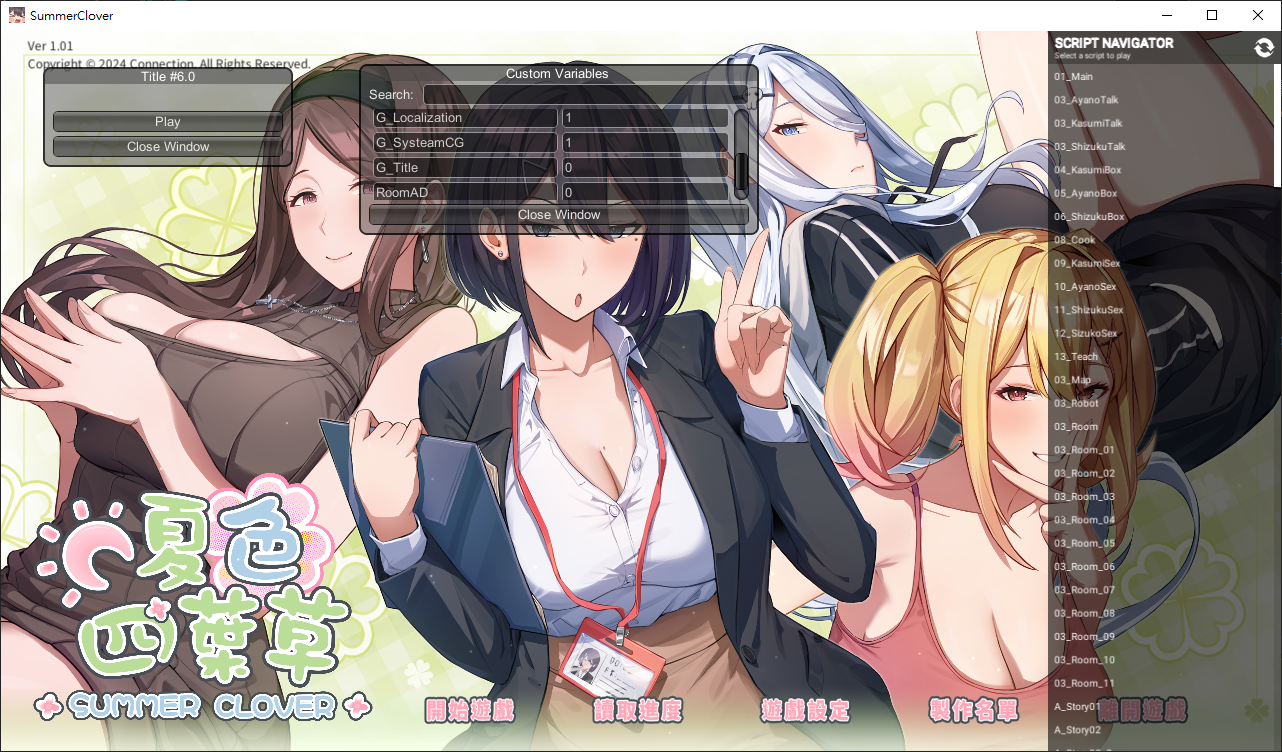 SummerClover
Ver 1.01
Copyright © 2024 Connection. All Rights Reserved.
Title #6.0
Play
Close Window
Custom Variables
Search:
G_Localization 1
G_SysteamCG 1
G_Title 0
RoomAD 0
Close Window
SCRIPT NAVIGATOR
Select a script to play
01_Main
03_AyanoTalk
03_KasumiTalk
03_ShizukuTalk
04_KasumiBox
05_AyanoBox
06_ShizukuBox
08_Cook
09_KasumiSex
10_AyanoSex
11_ShizukuSex
12_SizukoSex
13_Teach
03_Map
03_Robot
03_Room
03_Room_01
03_Room_02
03_Room_03
03_Room_04
03_Room_05
03_Room_06
03_Room_07
03_Room_08
03_Room_09
03_Room_10
03_Room_11
A_Story01
A_Story02
夏色
四葉草
SUMMER CLOVER
開始遊戲
讀取進度
遊戲設定
製作名單
離開遊戲